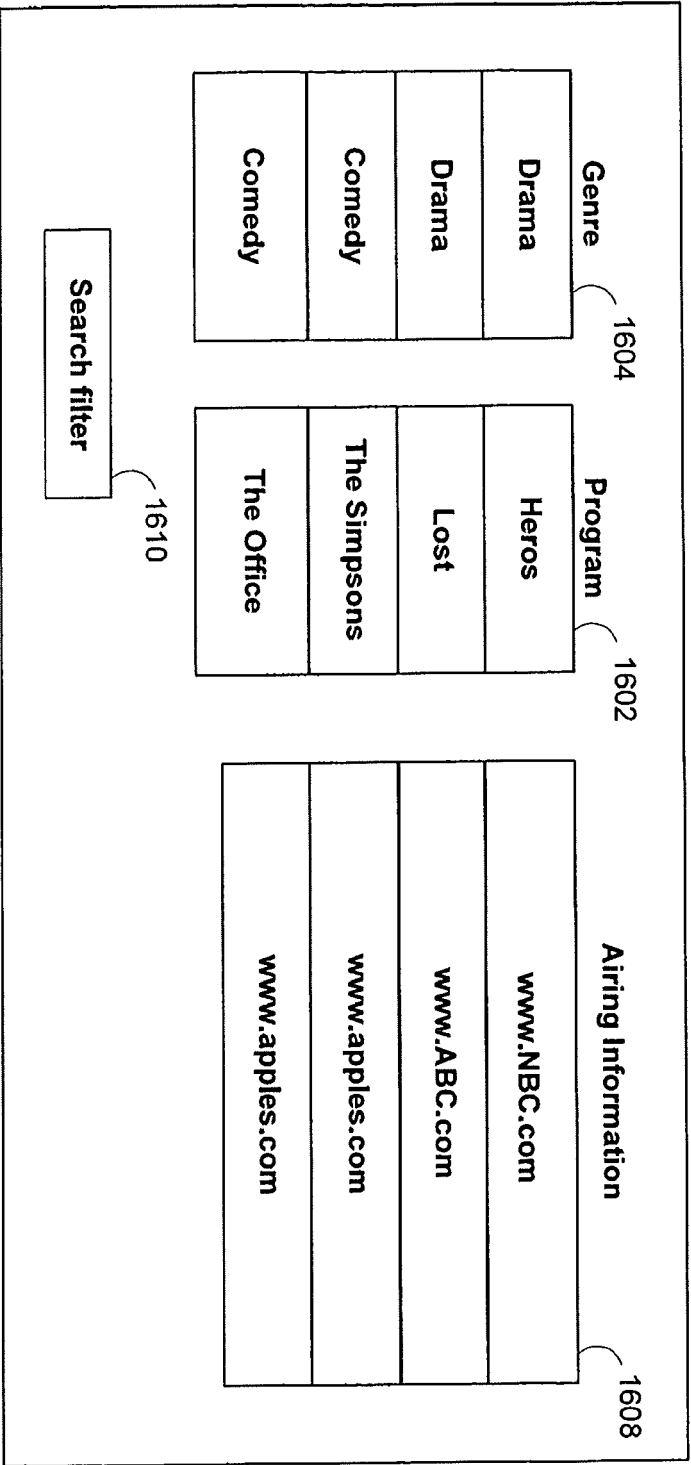 Genre
1604
Drama
Drama
Comedy
Comedy
Program
1602
Heros
Lost
The Simpsons
The Office
Airing Information
1608
www.NBC.com
www.ABC.com
www.apples.com
www.apples.com
Search filter
1610